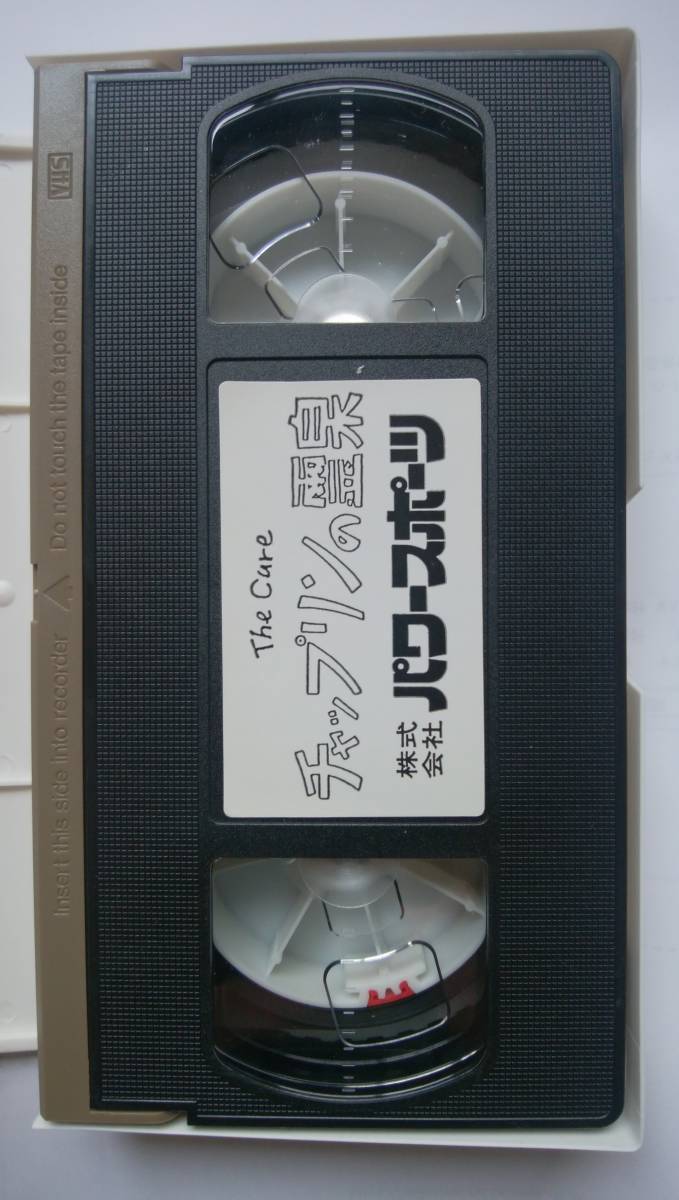 VHS
Insert this side into recorder △ Do not touch the tape inside
The Cure
チャップリンの霊泉
株式会社 パワースポーツ